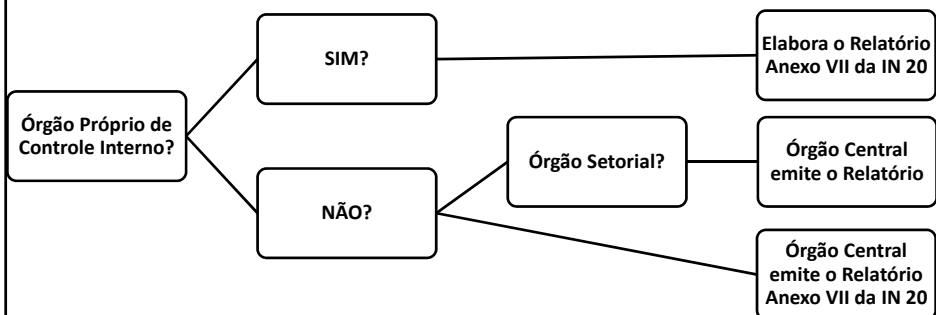 Órgão Próprio de
Controle Interno?
SIM?
Elabora o Relatório
Anexo VII da IN 20
NÃO?
Órgão Setorial?
Órgão Central
emite o Relatório
Órgão Central
emite o Relatório
Anexo VII da IN 20